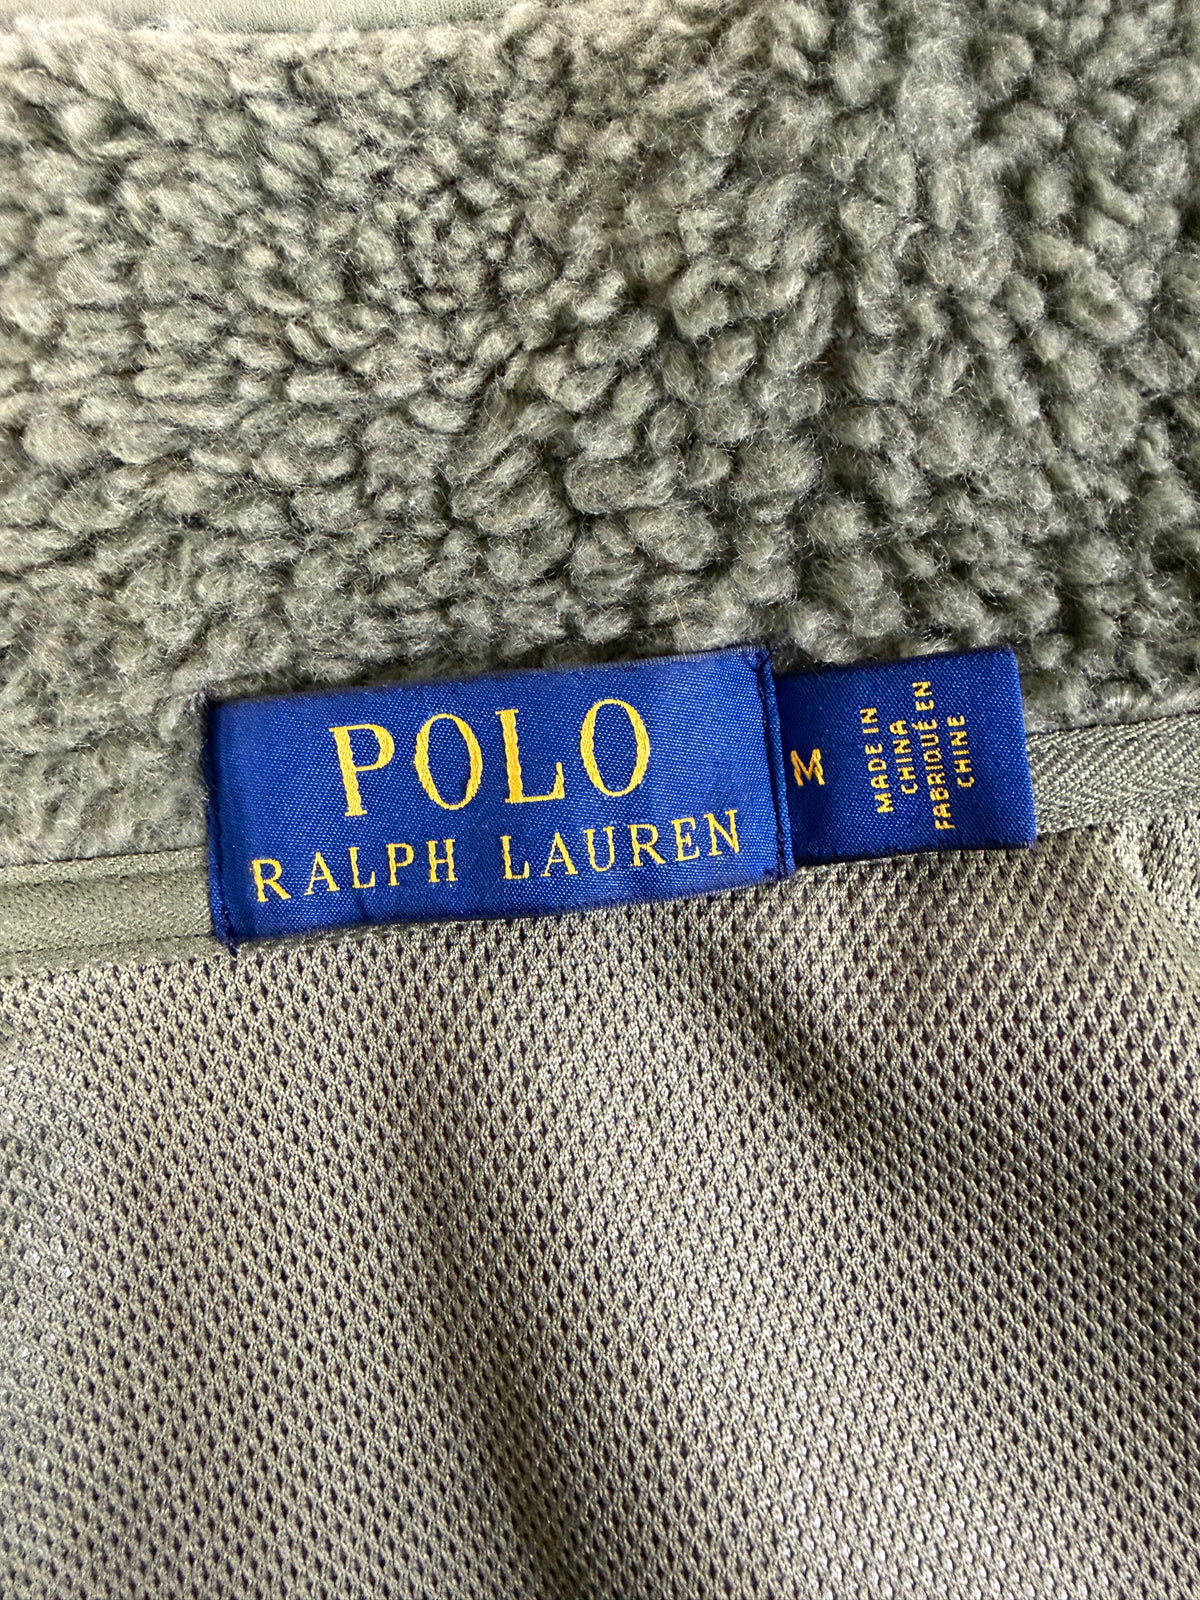 POLO
RALPH LAUREN
M
MADE IN
CHINA
FABRIQUÉ EN
CHINE